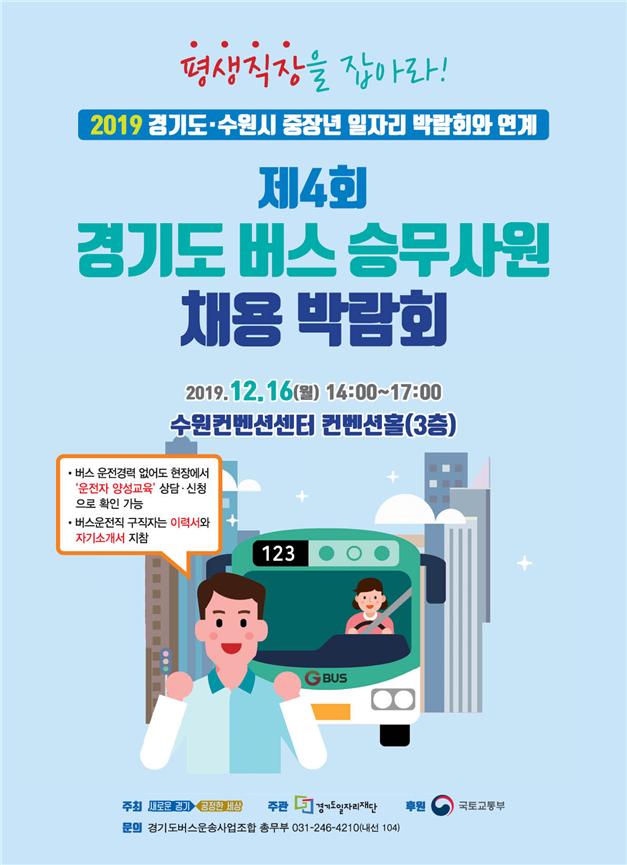 평생직장을 잡아라!
2019 경기도·수원시 중장년 일자리 박람회와 연계
제4회
경기도 버스 승무사원
채용 박람회
2019.12.16(월) 14:00~17:00
수원컨벤션센터 컨벤션홀(3층)
• 버스 운전경력 없어도 현장에서
'운전자 양성교육' 상담·신청
으로 확인 가능
• 버스운전직 구직자는 이력서와
자기소개서 지참
123
G BUS
주최 새로운 경기 공정한 세상 주관 경기도일자리재단 후원 국토교통부
문의 경기도버스운송사업조합 총무부 031-246-4210(내선 104)